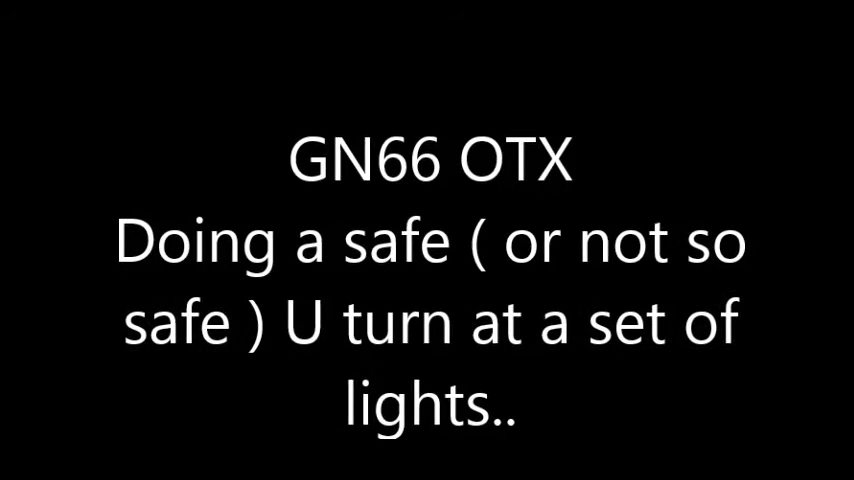 GN66 OTX
Doing a safe ( or not so
safe ) U turn at a set of
lights..